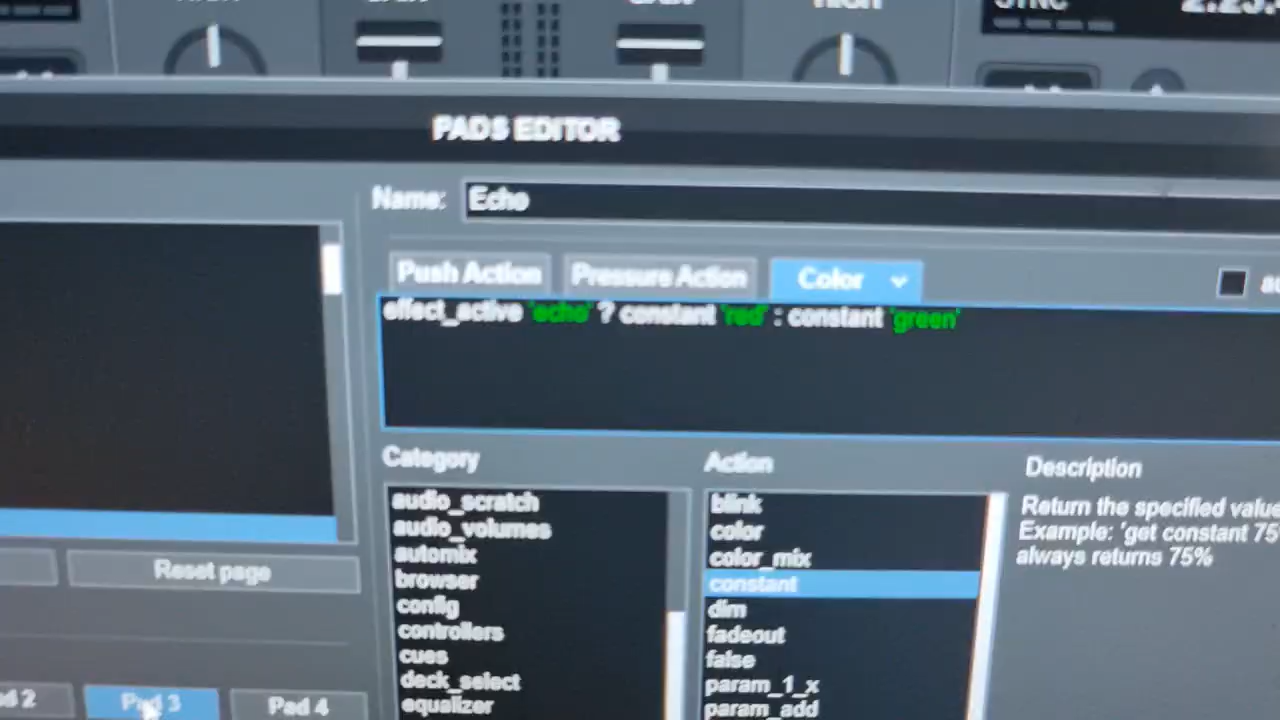 HIGH
SYNC
PADS EDITOR
Name: Echo
Push Action Pressure Action Color
effect_active 'echo' ? constant 'red' : constant 'green'
Category Action Description
audio_scratch
audio_volumes
automix
browser
config
controllers
cues
deck_select
equalizer
blink
color
color_mix
constant
dim
fadeout
false
param_1_x
param_add
Return the specified value
Example: 'get constant 75
always returns 75%
Reset page
Pad 3 Pad 4